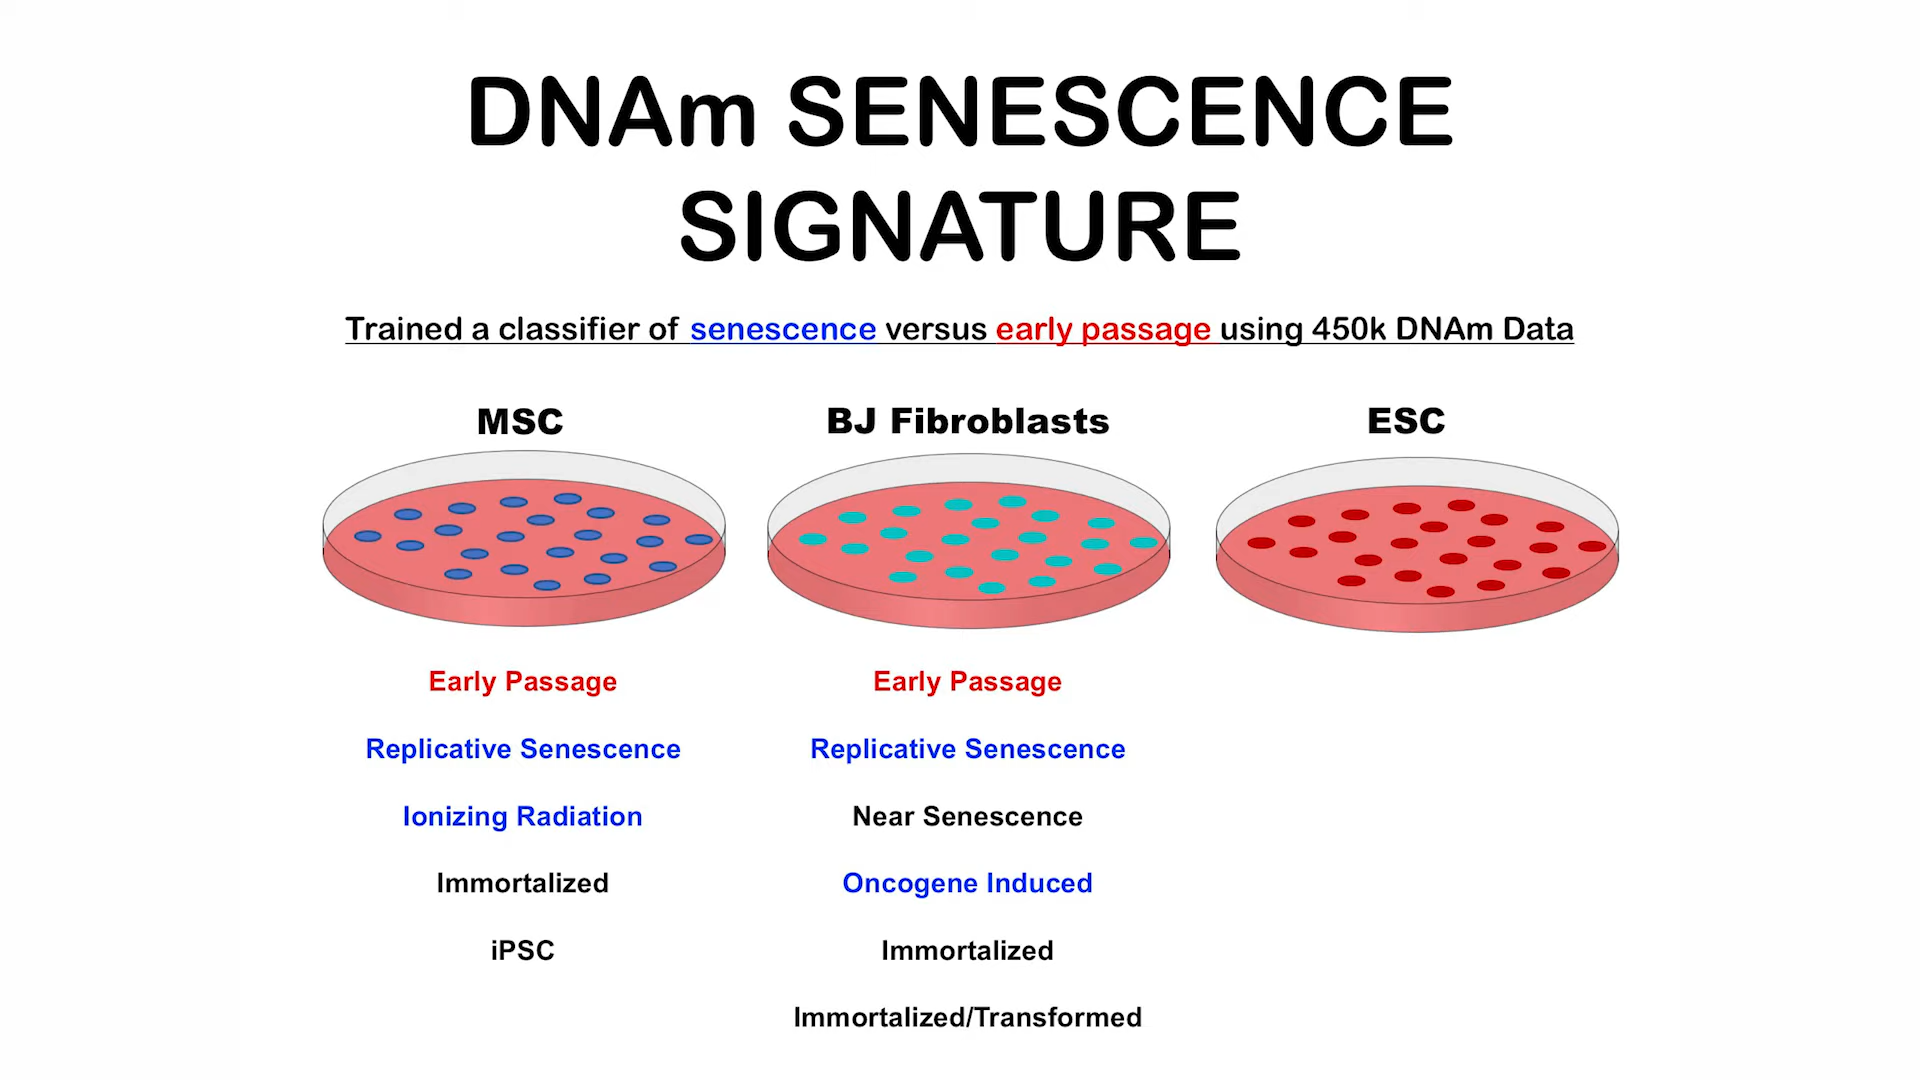 DNAm SENESCENCE
SIGNATURE
Trained a classifier of senescence versus early passage using 450k DNAm Data
MSC
Early Passage
Replicative Senescence
Ionizing Radiation
Immortalized
iPSC
BJ Fibroblasts
Early Passage
Replicative Senescence
Near Senescence
Oncogene Induced
Immortalized
Immortalized/Transformed
ESC